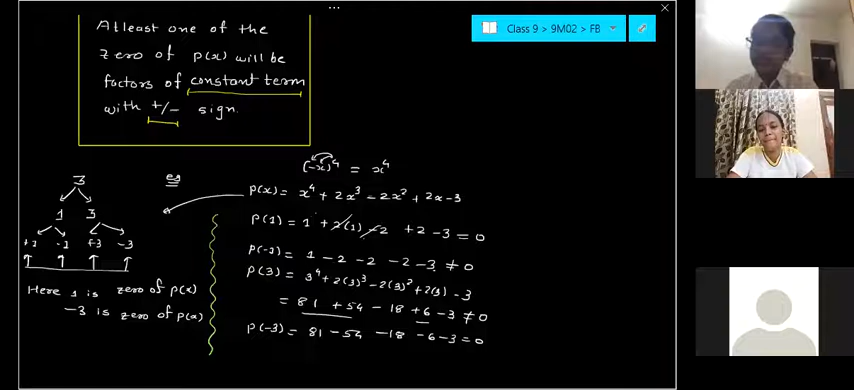 Atleast one of the
zero of p(x) will be
factors of constant term
with +/- sign.
Class 9 > 9M02 > FB
(-x)⁴ = x⁴
3
1 3
+1 -1 +3 -3
Here 1 is zero of p(x)
-3 is zero of p(x)
eg
p(x) = x⁴ + 2x³ - 2x² + 2x - 3
p(1) = 1 + 2(1) - 2 + 2 - 3 = 0
p(-1) = 1 - 2 - 2 - 2 - 3 ≠ 0
p(3) = 3⁴ + 2(3)³ - 2(3)² + 2(3) - 3
= 81 + 54 - 18 + 6 - 3 ≠ 0
p(-3) = 81 - 54 - 18 - 6 - 3 = 0